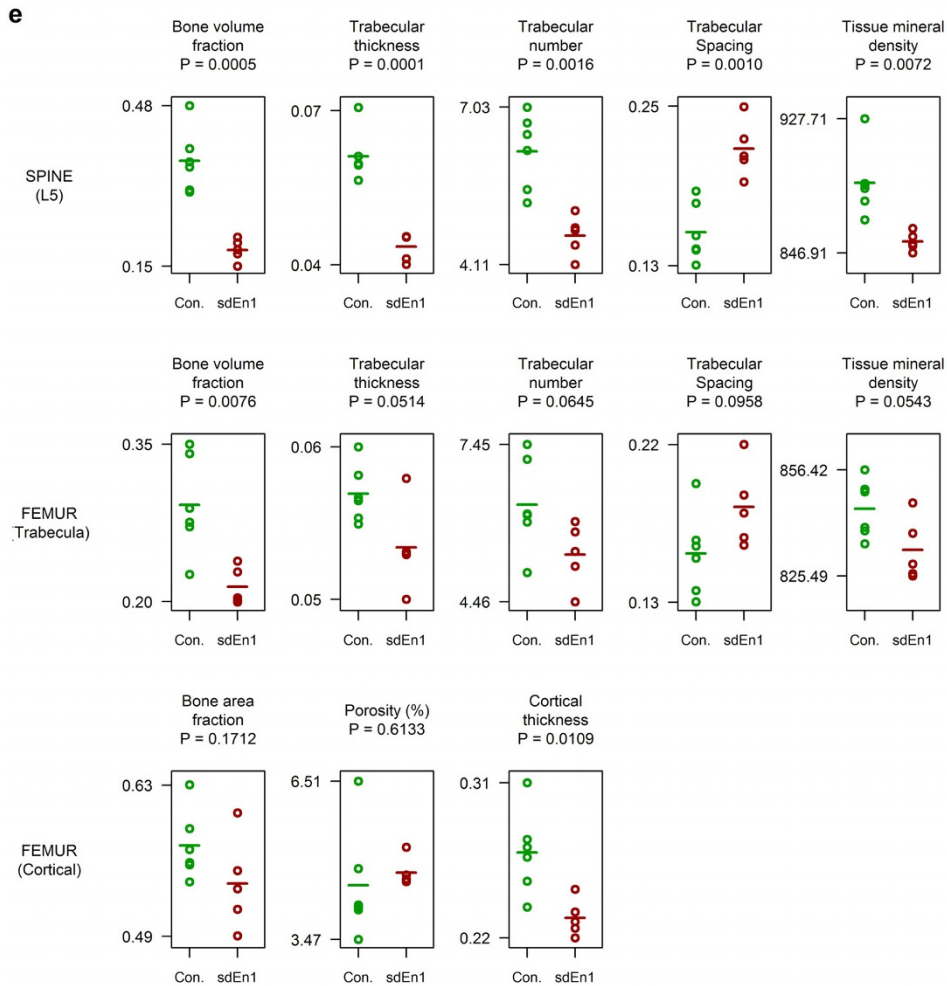 e
Bone volume
fraction
P = 0.0005
Trabecular
thickness
P = 0.0001
Trabecular
number
P = 0.0016
Trabecular
Spacing
P = 0.0010
Tissue mineral
density
P = 0.0072
SPINE
(L5)
0.48
0.15
Con. sdEn1
0.07
0.04
Con. sdEn1
7.03
4.11
Con. sdEn1
0.25
0.13
Con. sdEn1
927.71
846.91
Con. sdEn1
Bone volume
fraction
P = 0.0076
Trabecular
thickness
P = 0.0514
Trabecular
number
P = 0.0645
Trabecular
Spacing
P = 0.0958
Tissue mineral
density
P = 0.0543
FEMUR
Trabecula)
0.35
0.20
Con. sdEn1
0.06
0.05
Con. sdEn1
7.45
4.46
Con. sdEn1
0.22
0.13
Con. sdEn1
856.42
825.49
Con. sdEn1
Bone area
fraction
P = 0.1712
Porosity (%)
P = 0.6133
Cortical
thickness
P = 0.0109
FEMUR
(Cortical)
0.63
0.49
Con. sdEn1
6.51
3.47
Con. sdEn1
0.31
0.22
Con. sdEn1